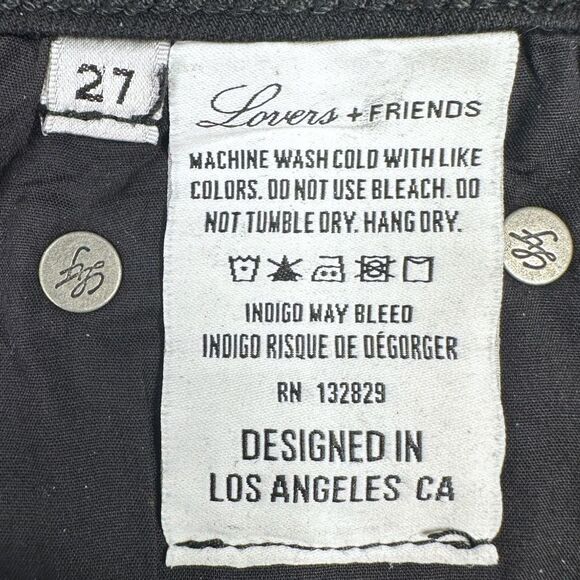 27
Lovers + FRIENDS
MACHINE WASH COLD WITH LIKE
COLORS. DO NOT USE BLEACH. DO
NOT TUMBLE DRY. HANG DRY.
INDIGO MAY BLEED
INDIGO RISQUE DE DÉGORGER
RN 132829
DESIGNED IN
LOS ANGELES CA